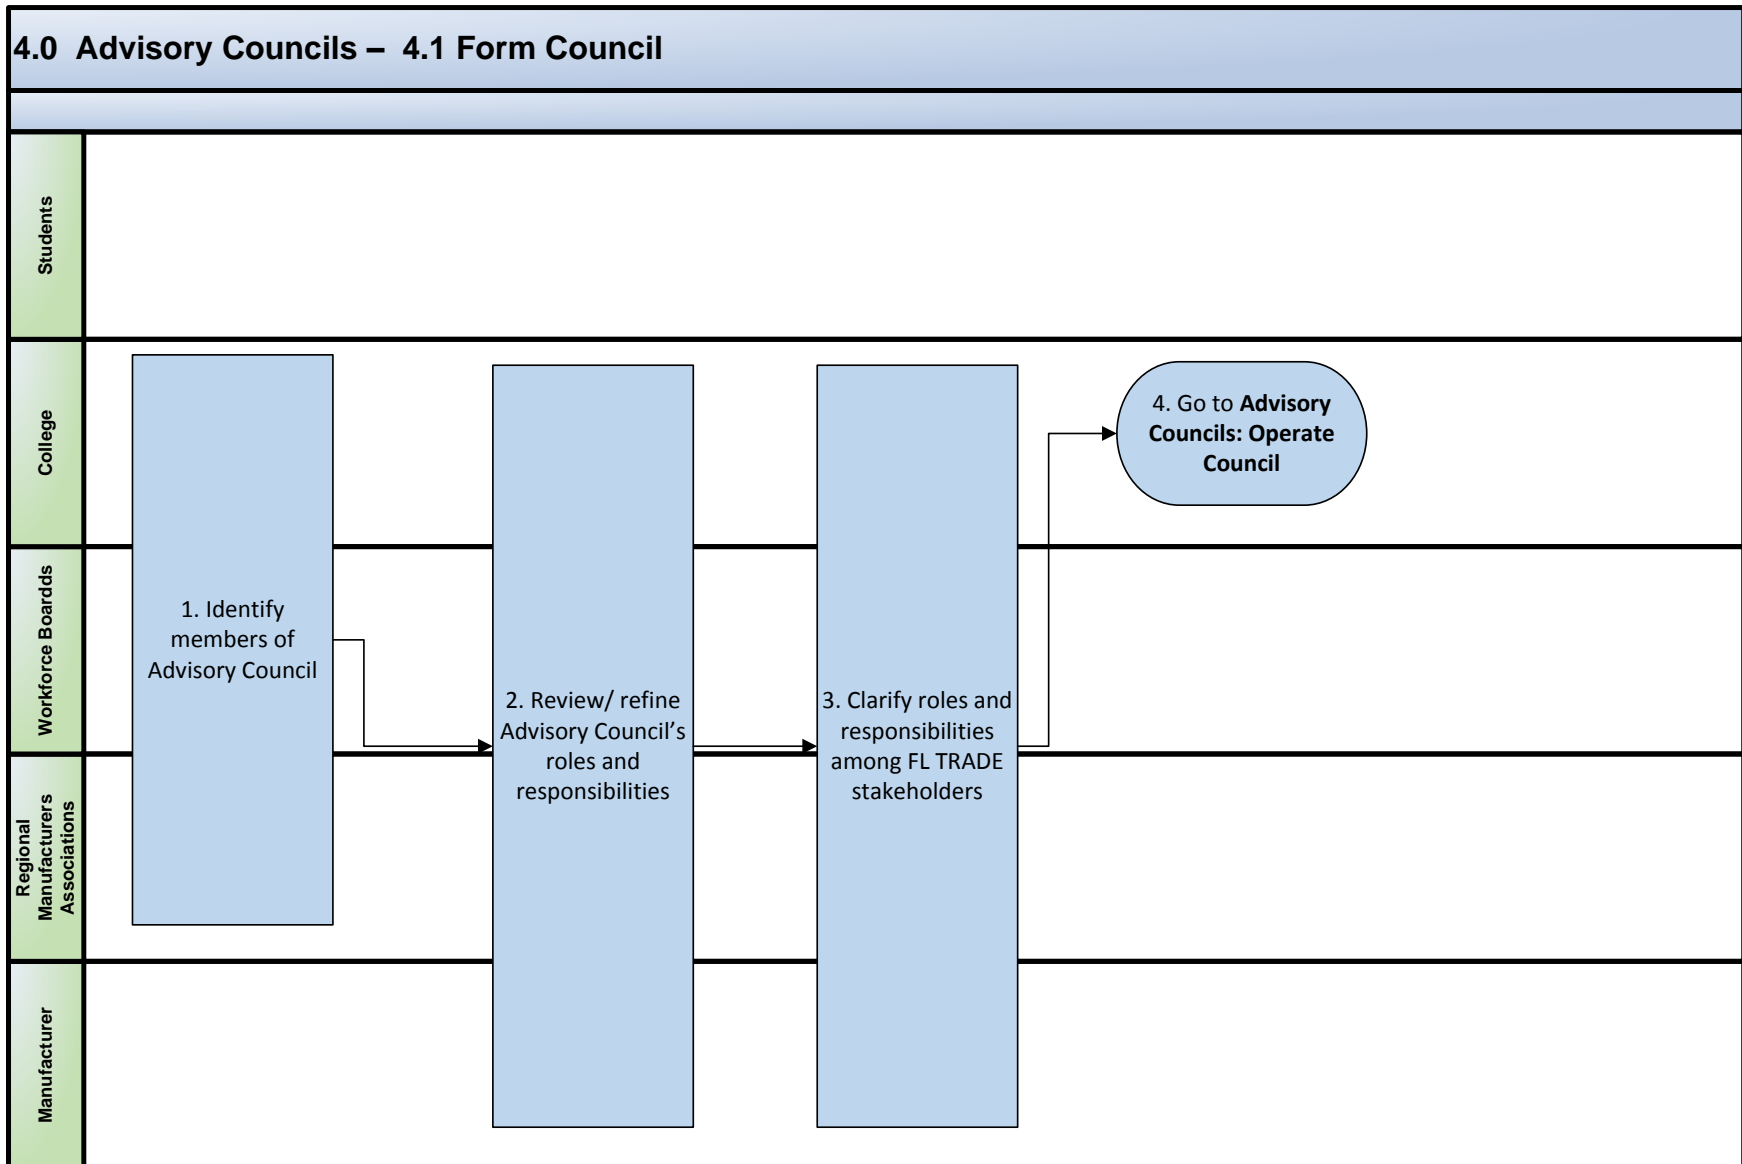 4.0 Advisory Councils – 4.1 Form Council
Students
College
Workforce Boardds
Regional
Manufacturers
Associations
Manufacturer
1. Identify
members of
Advisory Council
2. Review/ refine
Advisory Council’s
roles and
responsibilities
3. Clarify roles and
responsibilities
among FL TRADE
stakeholders
4. Go to Advisory
Councils: Operate
Council